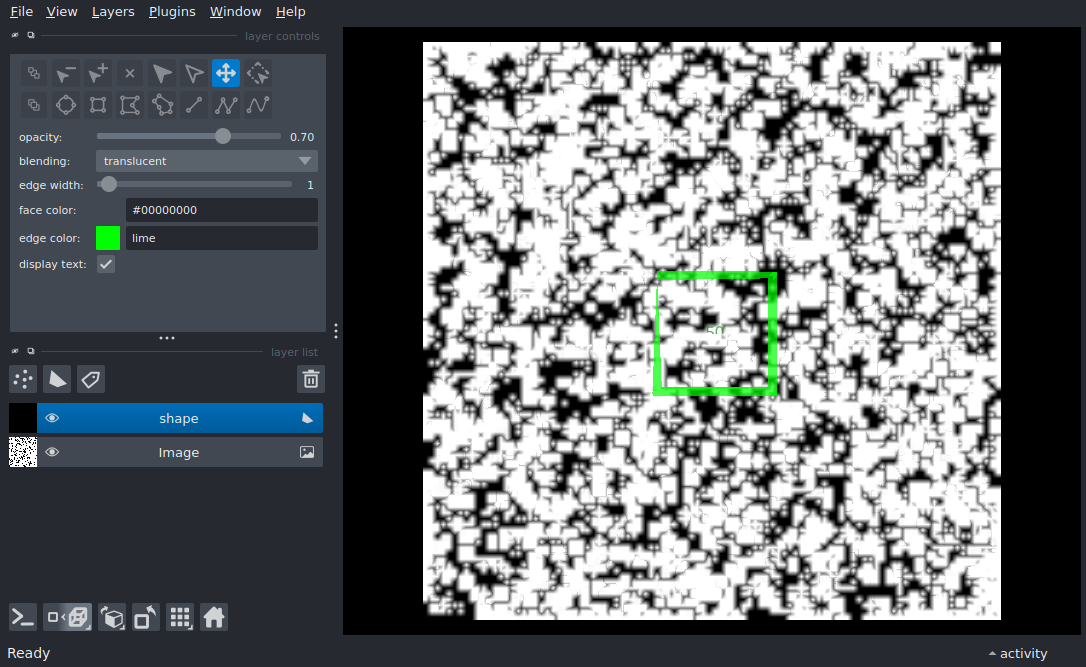 File View Layers Plugins Window Help
layer controls
opacity: 0.70
blending: translucent
edge width: 1
face color: #00000000
edge color: lime
display text:
layer list
shape
Image
50
Ready
activity